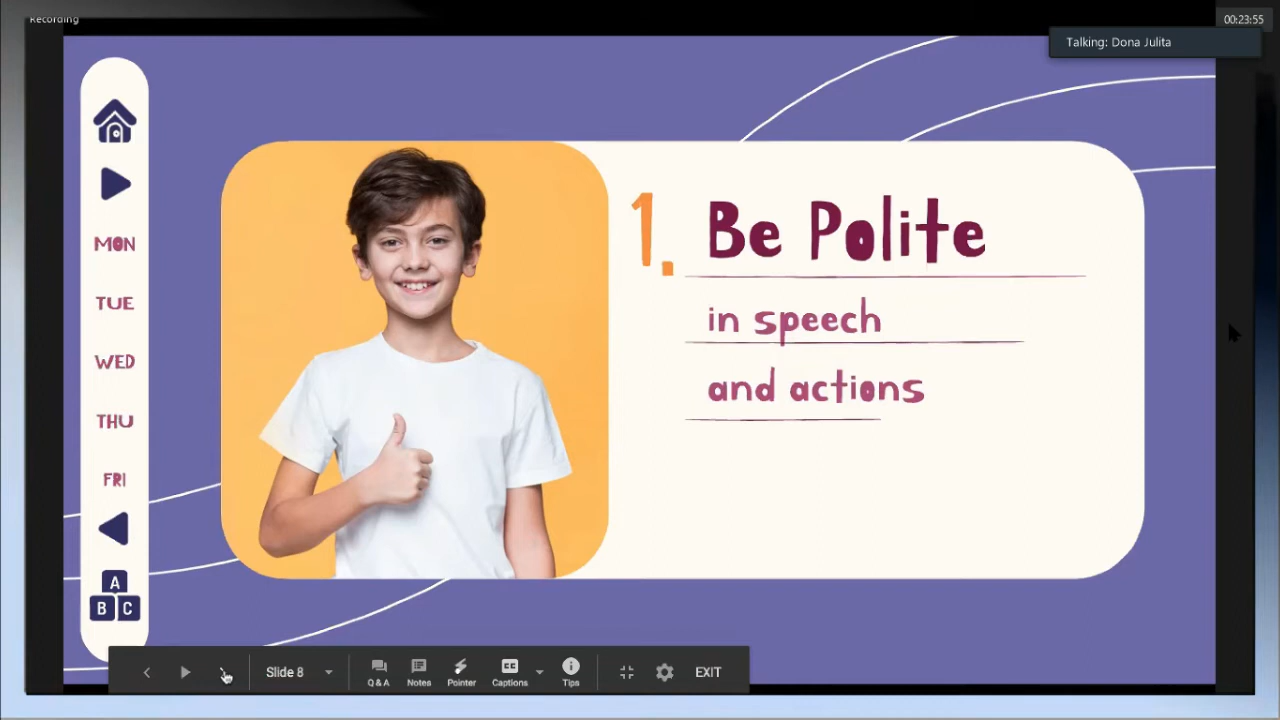 Recording
00:23:55
Talking: Dona Julita
MON
TUE
WED
THU
FRI
A
B C
1. Be Polite
in speech
and actions
Slide 8
Q & A
Notes
Pointer
CC
Captions
Tips
EXIT